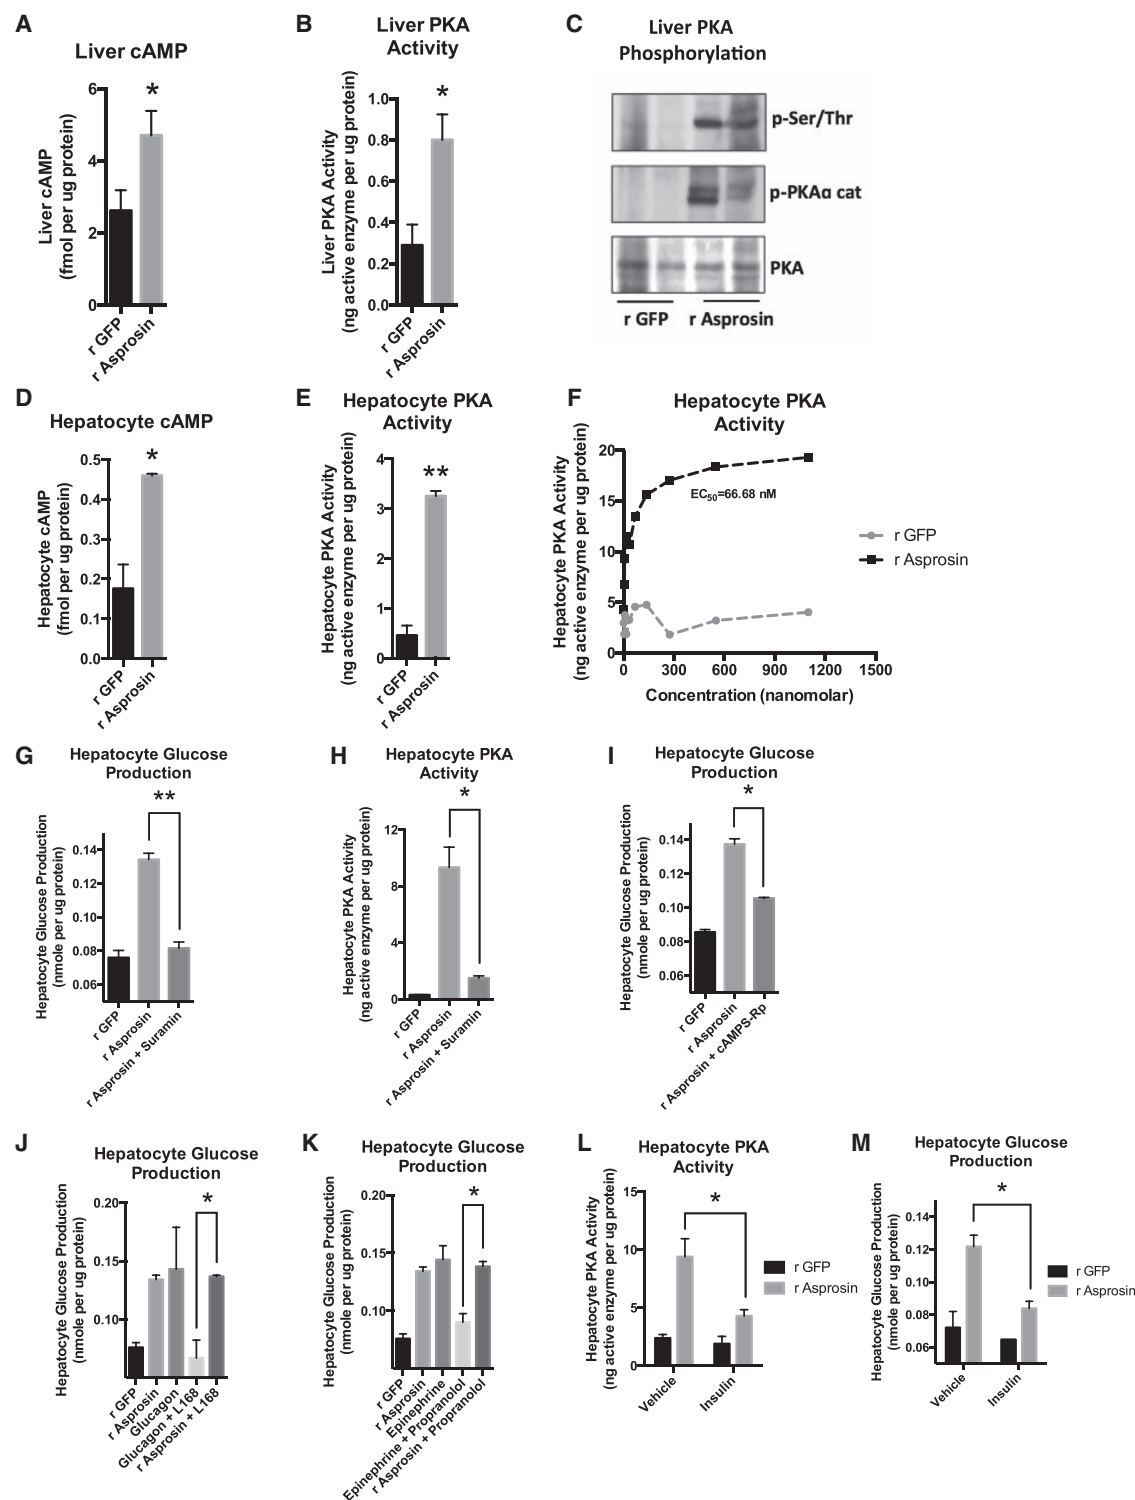 A
Liver cAMP
Liver cAMP
(fmol per ug protein)
6
4
2
0
*
r GFP
r Asprosin
B
Liver PKA
Activity
Liver PKA Activity
(ng active enzyme per ug protein)
1.0
0.8
0.6
0.4
0.2
0.0
*
r GFP
r Asprosin
C
Liver PKA
Phosphorylation
p-Ser/Thr
p-PKAα cat
PKA
r GFP
r Asprosin
D
Hepatocyte cAMP
Hepatocyte cAMP
(fmol per ug protein)
0.5
0.4
0.3
0.2
0.1
0.0
*
r GFP
r Asprosin
E
Hepatocyte PKA
Activity
Hepatocyte PKA Activity
(ng active enzyme per ug protein)
4
3
2
1
0
**
r GFP
r Asprosin
F
Hepatocyte PKA
Activity
Hepatocyte PKA Activity
(ng active enzyme per ug protein)
20
15
10
5
0
EC50=66.68 nM
0 300 600 900 1200 1500
Concentration (nanomolar)
r GFP
r Asprosin
G
Hepatocyte Glucose
Production
Hepatocyte Glucose Production
(nmole per ug protein)
0.14
0.12
0.10
0.08
0.06
**
r GFP
r Asprosin
r Asprosin + Suramin
H
Hepatocyte PKA
Activity
Hepatocyte PKA Activity
(ng active enzyme per ug protein)
12
8
4
0
*
r GFP
r Asprosin
r Asprosin + Suramin
I
Hepatocyte Glucose
Production
Hepatocyte Glucose Production
(nmole per ug protein)
0.14
0.12
0.10
0.08
0.06
*
r GFP
r Asprosin
r Asprosin + cAMPS-Rp
J
Hepatocyte Glucose
Production
Hepatocyte Glucose Production
(nmole per ug protein)
0.20
0.15
0.10
*
r GFP
r Asprosin
Glucagon
Glucagon + L168
r Asprosin + L168
K
Hepatocyte Glucose
Production
Hepatocyte Glucose Production
(nmole per ug protein)
0.20
0.15
0.10
*
r GFP
r Asprosin
Epinephrine
Epinephrine + Propranolol
r Asprosin + Propranolol
L
Hepatocyte PKA
Activity
Hepatocyte PKA Activity
(ng active enzyme per ug protein)
15
10
5
0
*
Vehicle
Insulin
r GFP
r Asprosin
M
Hepatocyte Glucose
Production
Hepatocyte Glucose Production
(nmole per ug protein)
0.14
0.12
0.10
0.08
0.06
*
Vehicle
Insulin
r GFP
r Asprosin